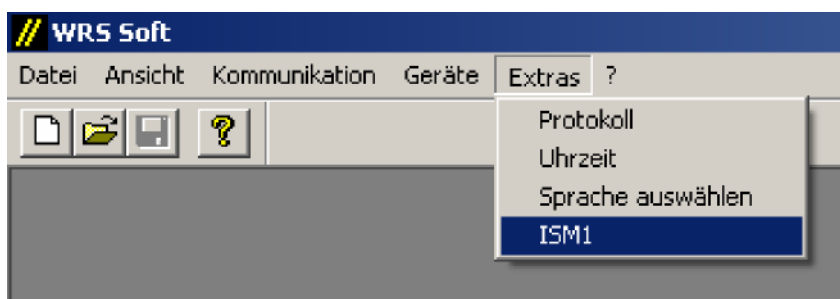 WRS Soft
Datei Ansicht Kommunikation Geräte Extras ?
Protokoll
Uhrzeit
Sprache auswählen
ISM1